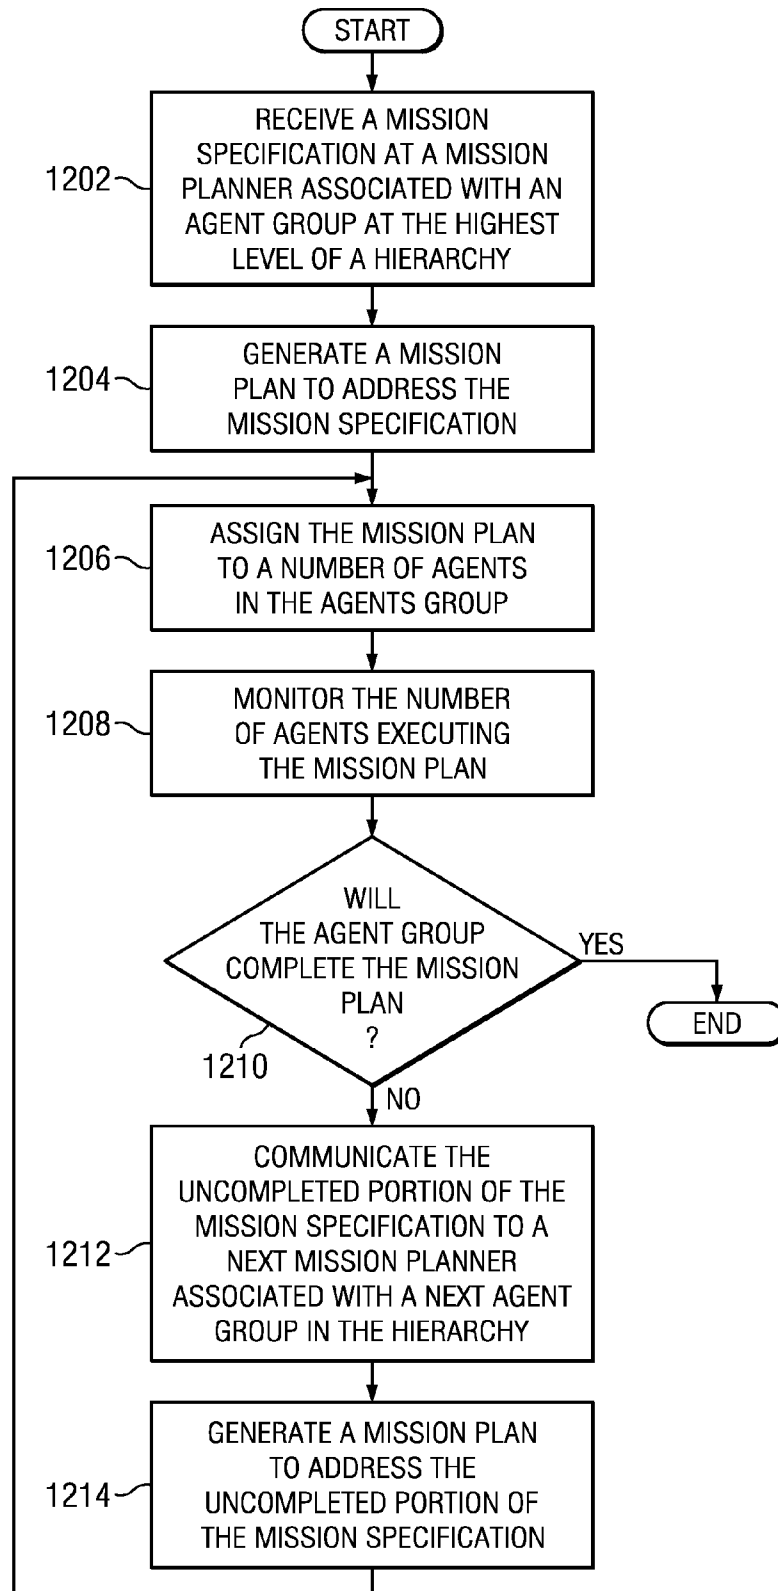 START
1202
RECEIVE A MISSION
SPECIFICATION AT A MISSION
PLANNER ASSOCIATED WITH AN
AGENT GROUP AT THE HIGHEST
LEVEL OF A HIERARCHY
1204
GENERATE A MISSION
PLAN TO ADDRESS THE
MISSION SPECIFICATION
1206
ASSIGN THE MISSION PLAN
TO A NUMBER OF AGENTS
IN THE AGENTS GROUP
1208
MONITOR THE NUMBER
OF AGENTS EXECUTING
THE MISSION PLAN
WILL
THE AGENT GROUP
COMPLETE THE MISSION
PLAN
?
1210
YES
END
NO
1212
COMMUNICATE THE
UNCOMPLETED PORTION OF THE
MISSION SPECIFICATION TO A
NEXT MISSION PLANNER
ASSOCIATED WITH A NEXT AGENT
GROUP IN THE HIERARCHY
1214
GENERATE A MISSION PLAN
TO ADDRESS THE
UNCOMPLETED PORTION OF
THE MISSION SPECIFICATION